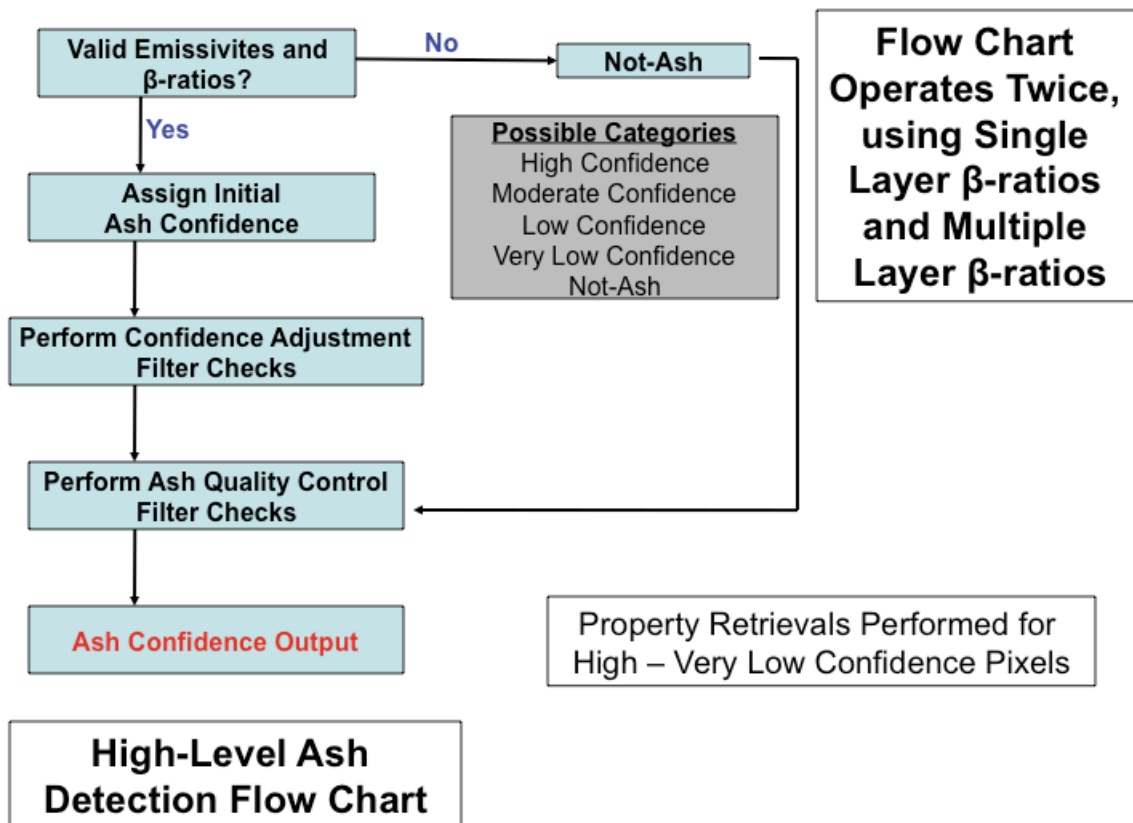 Valid Emissivites and
β-ratios?
No
Not-Ash
Flow Chart
Operates Twice,
using Single
Layer β-ratios
and Multiple
Layer β-ratios
Yes
Possible Categories
High Confidence
Moderate Confidence
Low Confidence
Very Low Confidence
Not-Ash
Assign Initial
Ash Confidence
Perform Confidence Adjustment
Filter Checks
Perform Ash Quality Control
Filter Checks
Ash Confidence Output
Property Retrievals Performed for
High – Very Low Confidence Pixels
High-Level Ash
Detection Flow Chart